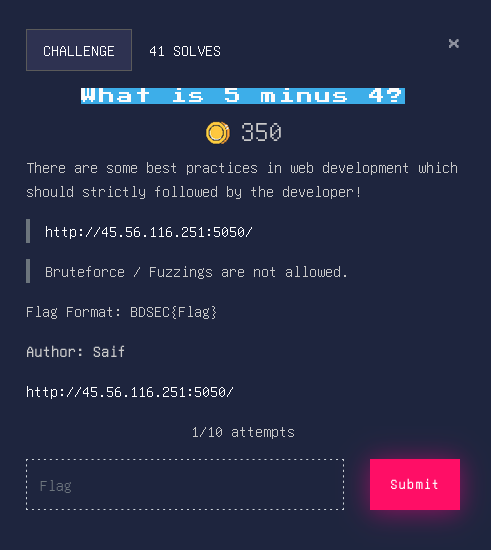 CHALLENGE 41 SOLVES ×
What is 5 minus 4?
350
There are some best practices in web development which
should strictly followed by the developer!
http://45.56.116.251:5050/
Bruteforce / Fuzzings are not allowed.
Flag Format: BDSEC{Flag}
Author: Saif
http://45.56.116.251:5050/
1/10 attempts
Flag Submit